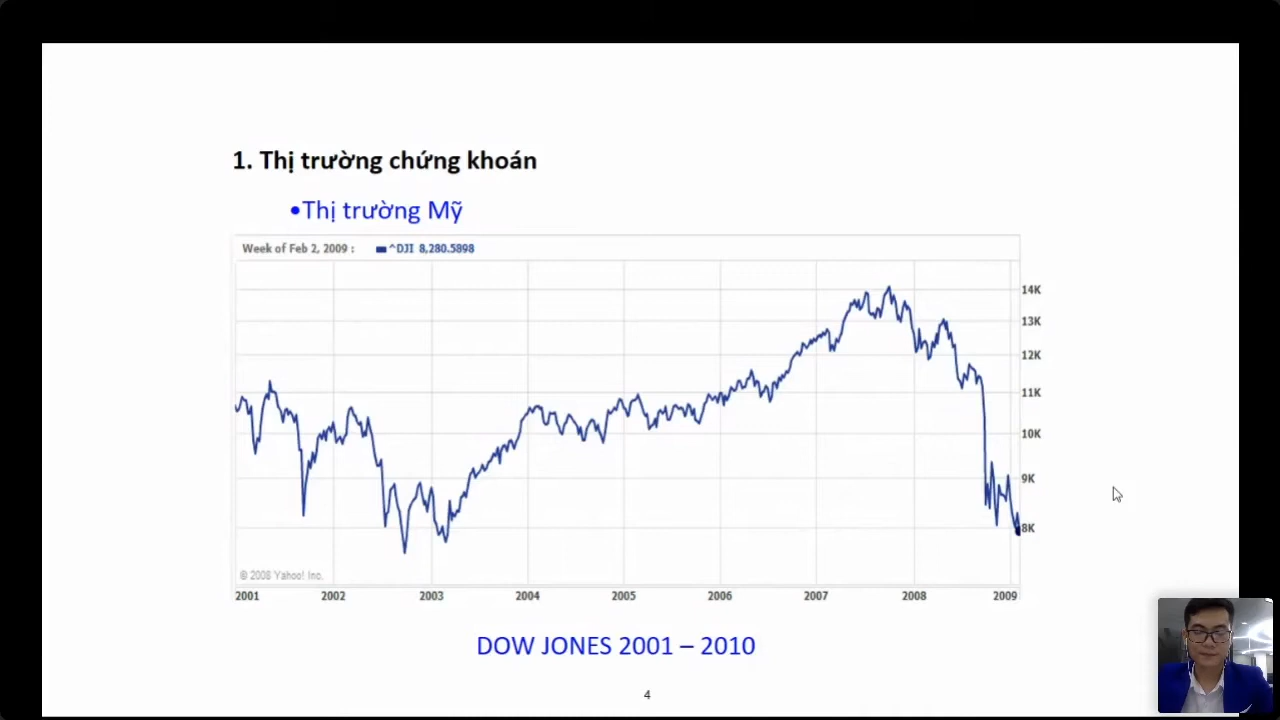 1. Thị trường chứng khoán
•Thị trường Mỹ
Week of Feb 2, 2009 : ^DJI 8,280.5898
14K
13K
12K
11K
10K
9K
8K
© 2008 Yahoo! Inc.
2001 2002 2003 2004 2005 2006 2007 2008 2009
DOW JONES 2001 – 2010
4